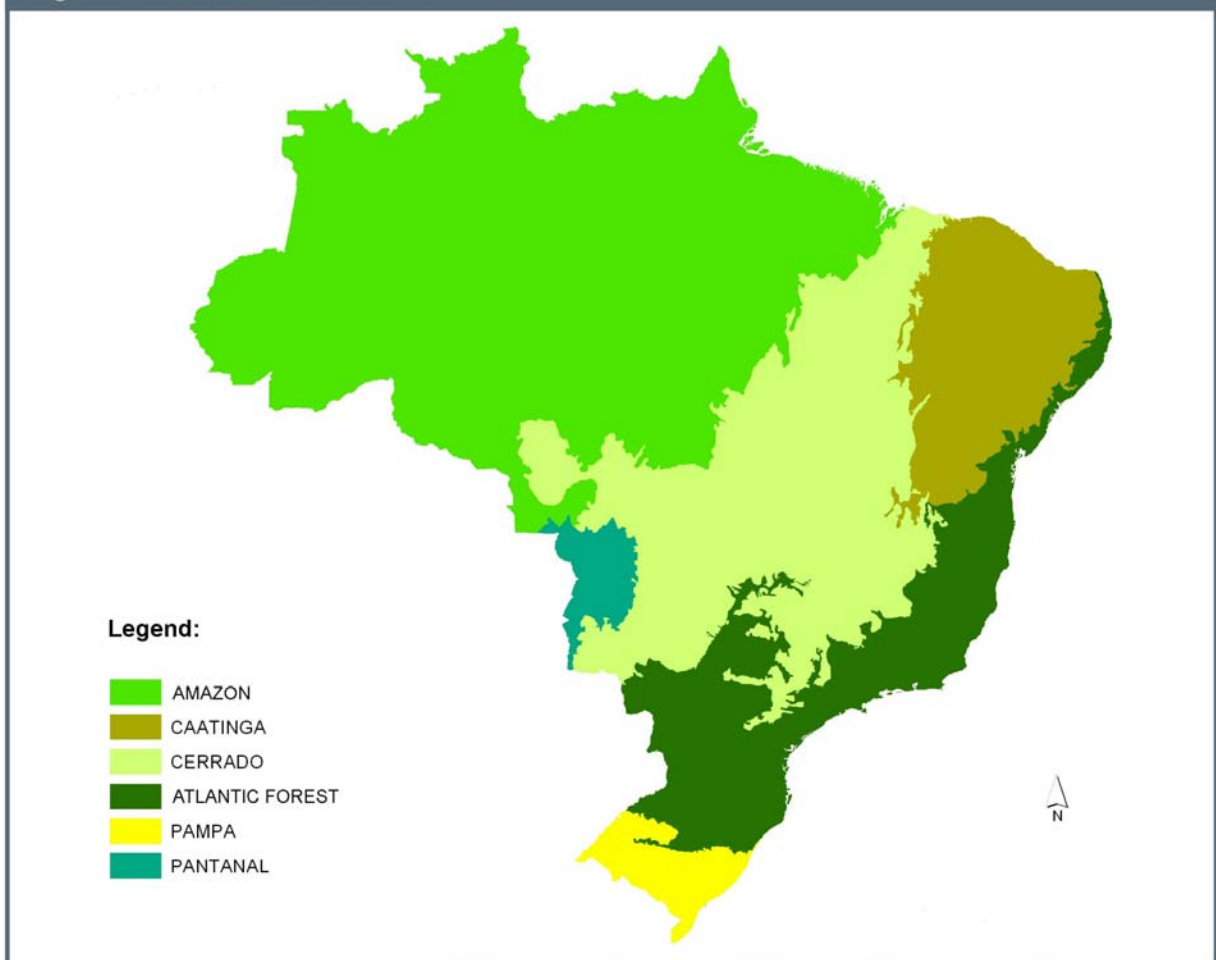 Legend:
AMAZON
CAATINGA
CERRADO
ATLANTIC FOREST
PAMPA
PANTANAL
N